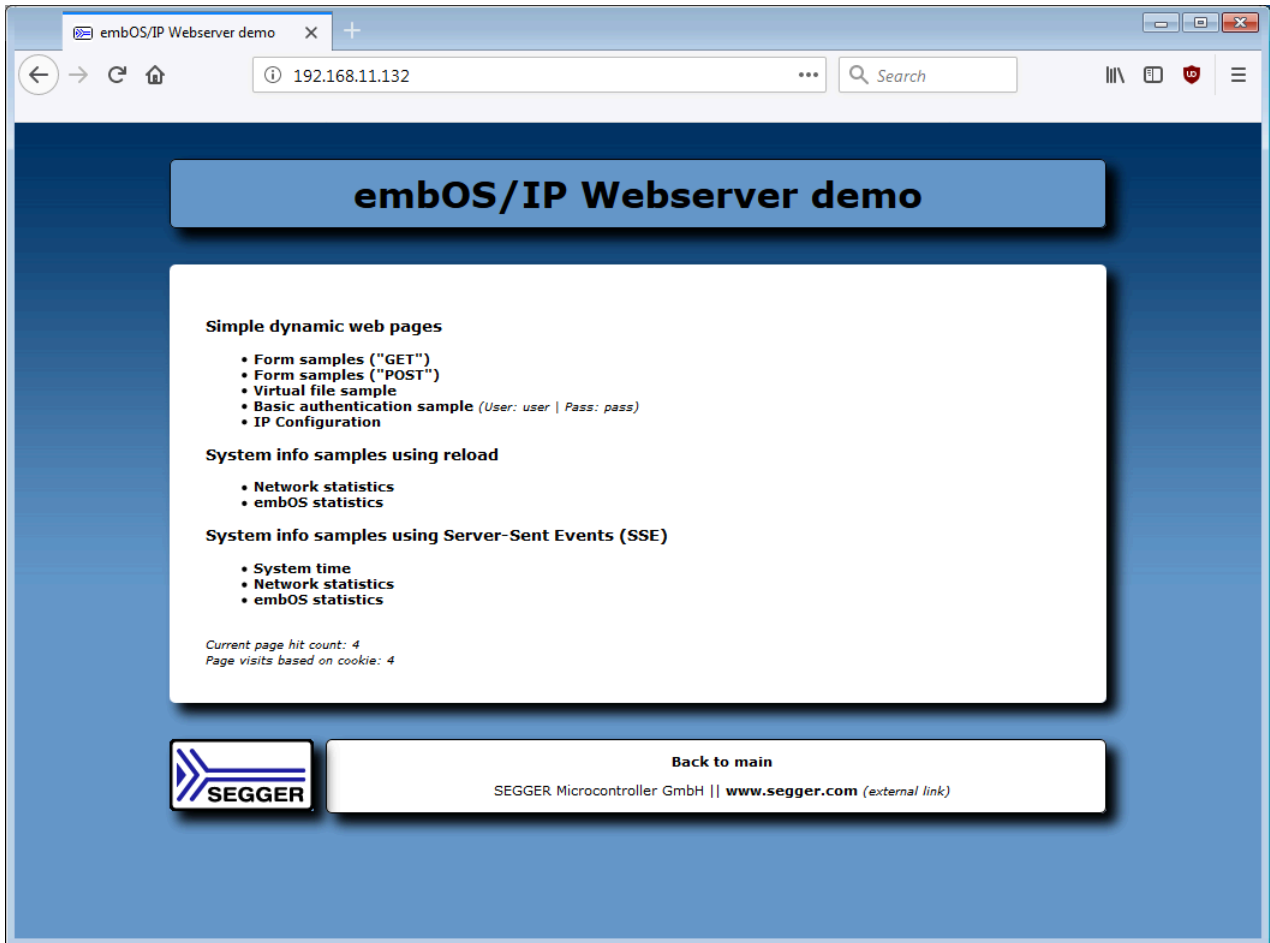 embOS/IP Webserver demo
192.168.11.132
Search
embOS/IP Webserver demo
Simple dynamic web pages
• Form samples ("GET")
• Form samples ("POST")
• Virtual file sample
• Basic authentication sample (User: user | Pass: pass)
• IP Configuration
System info samples using reload
• Network statistics
• embOS statistics
System info samples using Server-Sent Events (SSE)
• System time
• Network statistics
• embOS statistics
Current page hit count: 4
Page visits based on cookie: 4
SEGGER
Back to main
SEGGER Microcontroller GmbH || www.segger.com (external link)